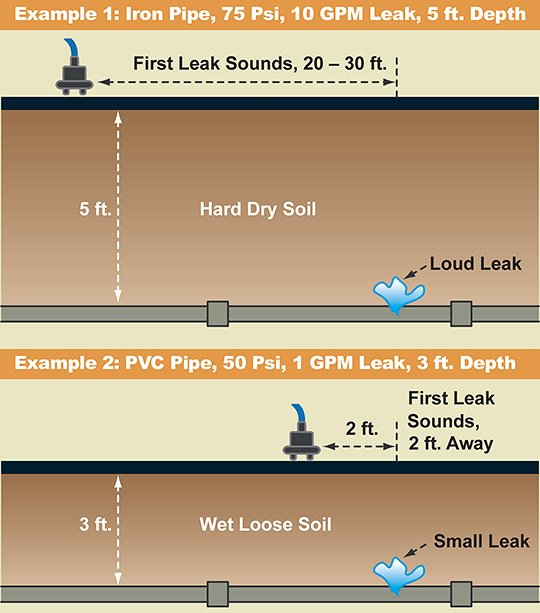 Example 1: Iron Pipe, 75 Psi, 10 GPM Leak, 5 ft. Depth
First Leak Sounds, 20 – 30 ft.
5 ft.
Hard Dry Soil
Loud Leak
Example 2: PVC Pipe, 50 Psi, 1 GPM Leak, 3 ft. Depth
2 ft.
First Leak
Sounds,
2 ft. Away
3 ft.
Wet Loose Soil
Small Leak